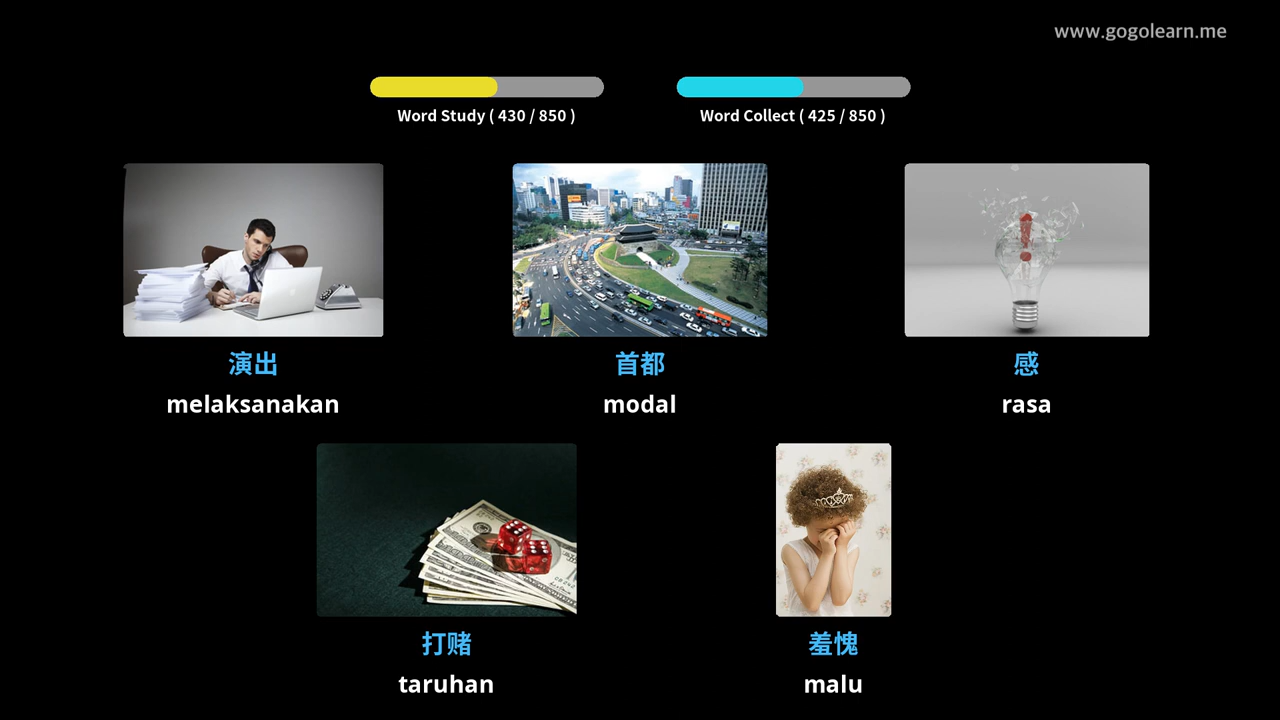 www.gogolearn.me
Word Study ( 430 / 850 )
Word Collect ( 425 / 850 )
演出
melaksanakan
首都
modal
感
rasa
打赌
taruhan
羞愧
malu